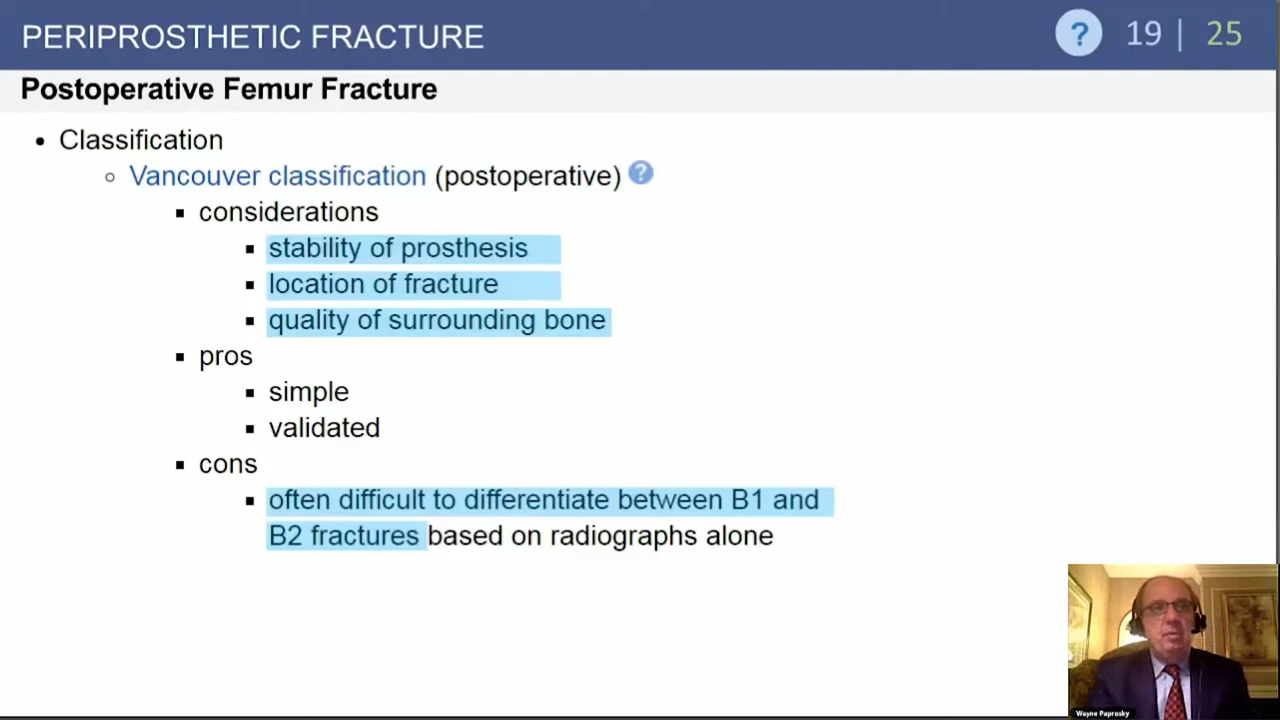 PERIPROSTHETIC FRACTURE
? 19 | 25
Postoperative Femur Fracture
• Classification
○ Vancouver classification (postoperative) ?
▪ considerations
▪ stability of prosthesis
▪ location of fracture
▪ quality of surrounding bone
▪ pros
▪ simple
▪ validated
▪ cons
▪ often difficult to differentiate between B1 and
B2 fractures based on radiographs alone
Wayne Paprosky